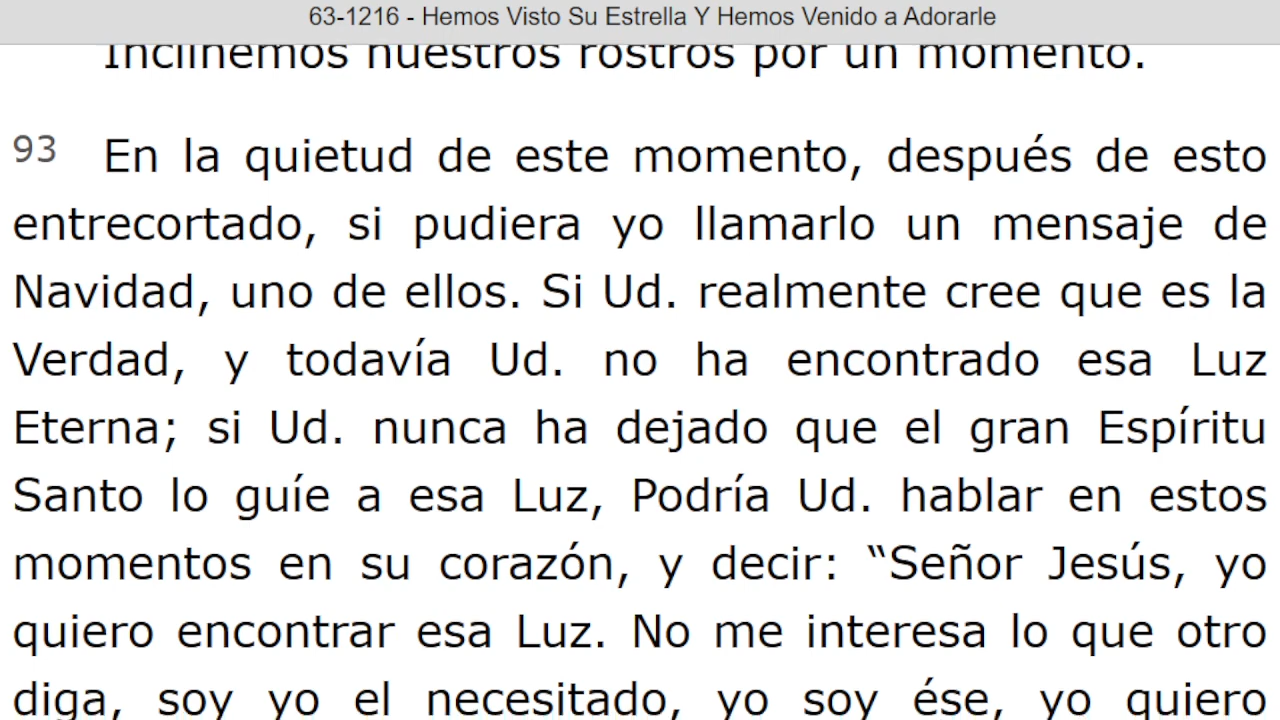 63-1216 - Hemos Visto Su Estrella Y Hemos Venido a Adorarle
Inclinemos nuestros rostros por un momento.
93 En la quietud de este momento, después de esto
entrecortado, si pudiera yo llamarlo un mensaje de
Navidad, uno de ellos. Si Ud. realmente cree que es la
Verdad, y todavía Ud. no ha encontrado esa Luz
Eterna; si Ud. nunca ha dejado que el gran Espíritu
Santo lo guíe a esa Luz, Podría Ud. hablar en estos
momentos en su corazón, y decir: “Señor Jesús, yo
quiero encontrar esa Luz. No me interesa lo que otro
diga, soy yo el necesitado, yo soy ése, yo quiero